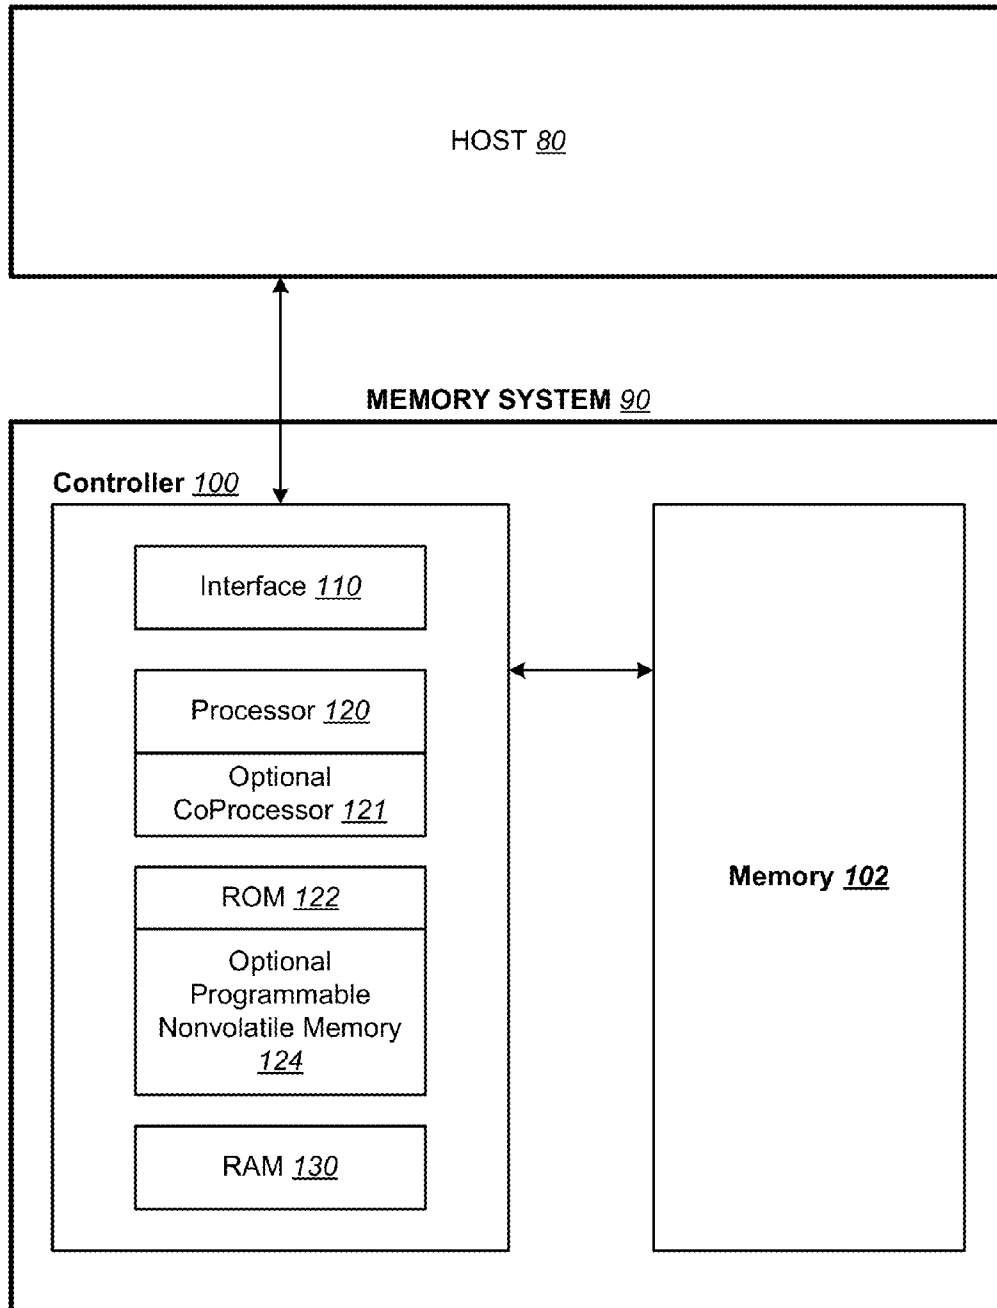 HOST 80
MEMORY SYSTEM 90
Controller 100
Interface 110
Processor 120
Optional
CoProcessor 121
ROM 122
Optional
Programmable
Nonvolatile Memory
124
RAM 130
Memory 102